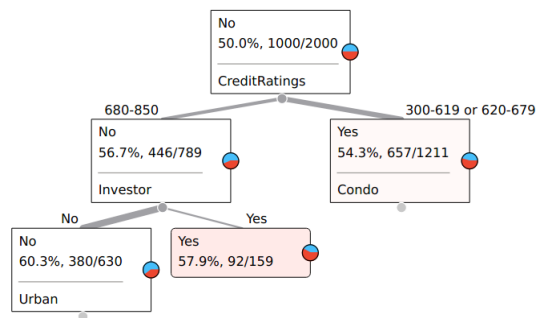 No
50.0%, 1000/2000
CreditRatings
680-850
300-619 or 620-679
No
56.7%, 446/789
Investor
Yes
54.3%, 657/1211
Condo
No
Yes
No
60.3%, 380/630
Urban
Yes
57.9%, 92/159